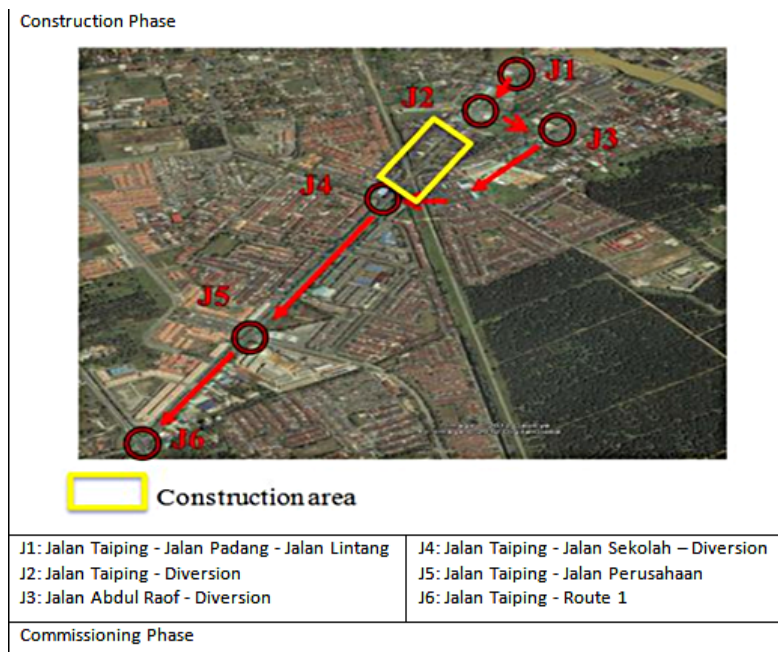 Construction Phase
J1
J2
J3
J4
J5
J6
Construction area
J1: Jalan Taiping - Jalan Padang - Jalan Lintang
J2: Jalan Taiping - Diversion
J3: Jalan Abdul Raof - Diversion
J4: Jalan Taiping - Jalan Sekolah – Diversion
J5: Jalan Taiping - Jalan Perusahaan
J6: Jalan Taiping - Route 1
Commissioning Phase